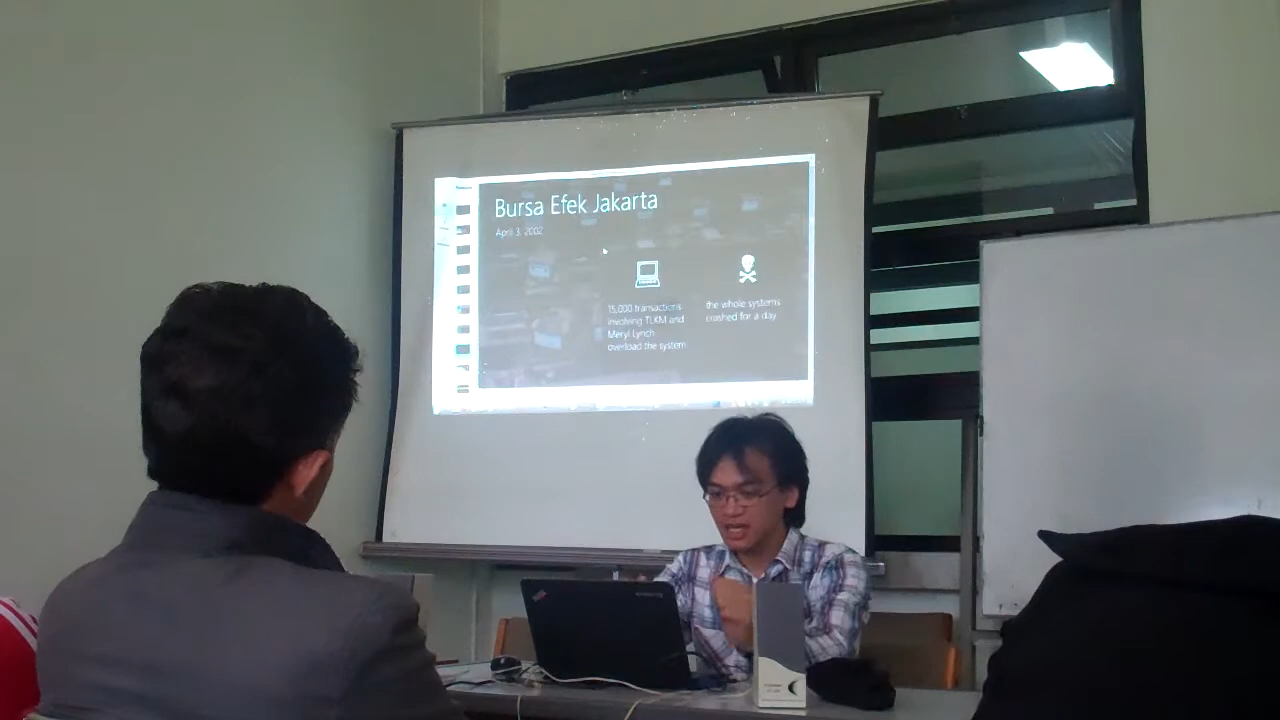 Bursa Efek Jakarta
April 3, 2002
15,000 transactions
involving TLKM and
Meryl Lynch
overload the system
the whole systems
crashed for a day